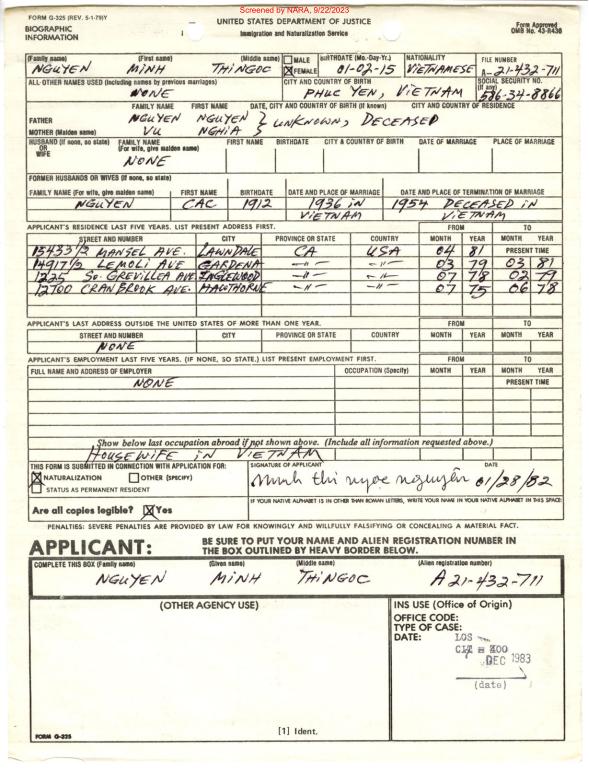 Screened by NARA, 9/22/2023
FORM G-325 (REV. 5-1-79)Y
UNITED STATES DEPARTMENT OF JUSTICE
Form Approved
BIOGRAPHIC INFORMATION
Immigration and Naturalization Service
OMB No. 43-R436
(Family name) (First name) (Middle name) MALE BIRTHDATE (Mo.-Day-Yr.) NATIONALITY FILE NUMBER
NGUYEN MINH THINGOC X FEMALE 01-02-15 VIETNAMESE A-21-432-711
ALL OTHER NAMES USED (Including names by previous marriages) CITY AND COUNTRY OF BIRTH SOCIAL SECURITY NO. (If any)
NONE PHUC YEN, VIETNAM 586-34-8866
FAMILY NAME FIRST NAME DATE, CITY AND COUNTRY OF BIRTH (If known) CITY AND COUNTRY OF RESIDENCE
FATHER NGUYEN NGUYEN } UNKNOWN, DECEASED
MOTHER (Maiden name) VU NGHIA
HUSBAND (If none, so state) OR WIFE FAMILY NAME (For wife, give maiden name) FIRST NAME BIRTHDATE CITY & COUNTRY OF BIRTH DATE OF MARRIAGE PLACE OF MARRIAGE
NONE
FORMER HUSBANDS OR WIVES (If none, so state)
FAMILY NAME (For wife, give maiden name) FIRST NAME BIRTHDATE DATE AND PLACE OF MARRIAGE DATE AND PLACE OF TERMINATION OF MARRIAGE
NGUYEN CAC 1912 1936 IN VIETNAM 1954 DECEASED IN VIETNAM
APPLICANT'S RESIDENCE LAST FIVE YEARS. LIST PRESENT ADDRESS FIRST. FROM TO
STREET AND NUMBER CITY PROVINCE OR STATE COUNTRY MONTH YEAR MONTH YEAR
15433 1/2 MANSEL AVE. LAWNDALE CA USA 04 81 PRESENT TIME
14917 1/2 LEMOLI AVE GARDENA -"- -"- 03 79 03 81
1225 SO. GREVILLEA AVE INGLEWOOD -"- -"- 07 78 02 79
12700 CRANBROOK AVE. HAWTHORNE -"- -"- 07 75 06 78
APPLICANT'S LAST ADDRESS OUTSIDE THE UNITED STATES OF MORE THAN ONE YEAR. FROM TO
STREET AND NUMBER CITY PROVINCE OR STATE COUNTRY MONTH YEAR MONTH YEAR
NONE
APPLICANT'S EMPLOYMENT LAST FIVE YEARS. (IF NONE, SO STATE.) LIST PRESENT EMPLOYMENT FIRST. FROM TO
FULL NAME AND ADDRESS OF EMPLOYER OCCUPATION (Specify) MONTH YEAR MONTH YEAR
NONE PRESENT TIME
Show below last occupation abroad if not shown above. (Include all information requested above.)
HOUSEWIFE IN VIETNAM
THIS FORM IS SUBMITTED IN CONNECTION WITH APPLICATION FOR: SIGNATURE OF APPLICANT DATE
X NATURALIZATION OTHER (SPECIFY) Minh thi ngoc nguyên 01/28/82
STATUS AS PERMANENT RESIDENT
IF YOUR NATIVE ALPHABET IS IN OTHER THAN ROMAN LETTERS, WRITE YOUR NAME IN YOUR NATIVE ALPHABET IN THIS SPACE:
Are all copies legible? X Yes
PENALTIES: SEVERE PENALTIES ARE PROVIDED BY LAW FOR KNOWINGLY AND WILLFULLY FALSIFYING OR CONCEALING A MATERIAL FACT.
APPLICANT: BE SURE TO PUT YOUR NAME AND ALIEN REGISTRATION NUMBER IN
THE BOX OUTLINED BY HEAVY BORDER BELOW.
COMPLETE THIS BOX (Family name) (Given name) (Middle name) (Alien registration number)
NGUYEN MINH THINGOC A 21-432-711
(OTHER AGENCY USE) INS USE (Office of Origin)
OFFICE CODE:
TYPE OF CASE:
DATE: LOS
DEC 1983
(date)
[1] Ident.
FORM G-325